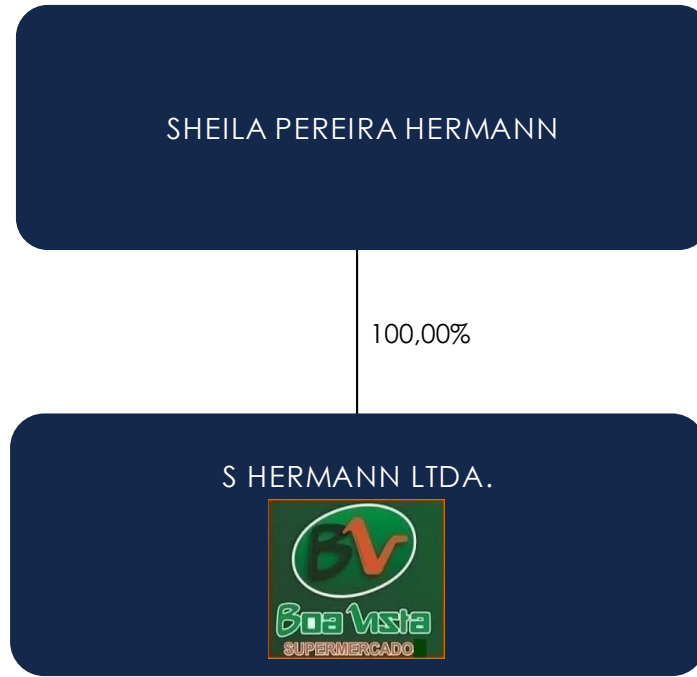 SHEILA PEREIRA HERMANN
100,00%
S HERMANN LTDA.
BV
Boa Vista
SUPERMERCADO